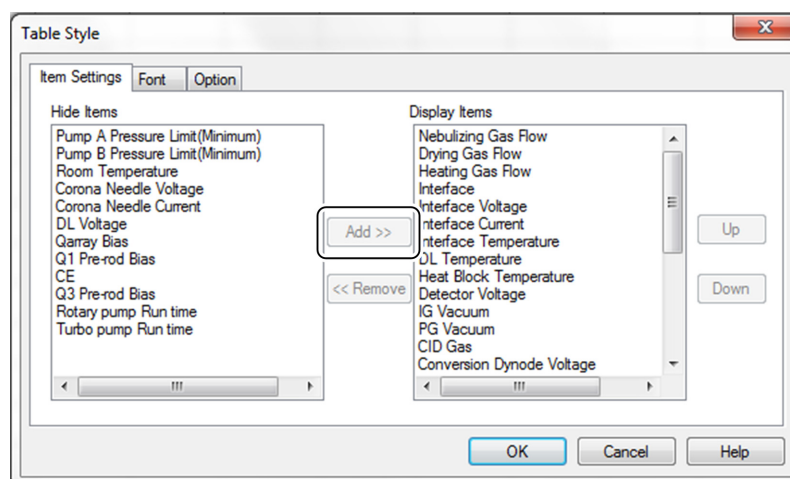 Table Style
Item Settings Font Option
Hide Items
Pump A Pressure Limit(Minimum)
Pump B Pressure Limit(Minimum)
Room Temperature
Corona Needle Voltage
Corona Needle Current
DL Voltage
Qarray Bias
Q1 Pre-rod Bias
CE
Q3 Pre-rod Bias
Rotary pump Run time
Turbo pump Run time
Add >>
<< Remove
Display Items
Nebulizing Gas Flow
Drying Gas Flow
Heating Gas Flow
Interface
Interface Voltage
Interface Current
Interface Temperature
DL Temperature
Heat Block Temperature
Detector Voltage
IG Vacuum
PG Vacuum
CID Gas
Conversion Dynode Voltage
Up
Down
OK Cancel Help